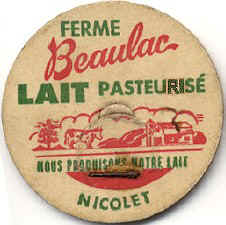 FERME
Beaulac
LAIT PASTEURISÉ
NOUS PRODUISONS NOTRE LAIT
NICOLET